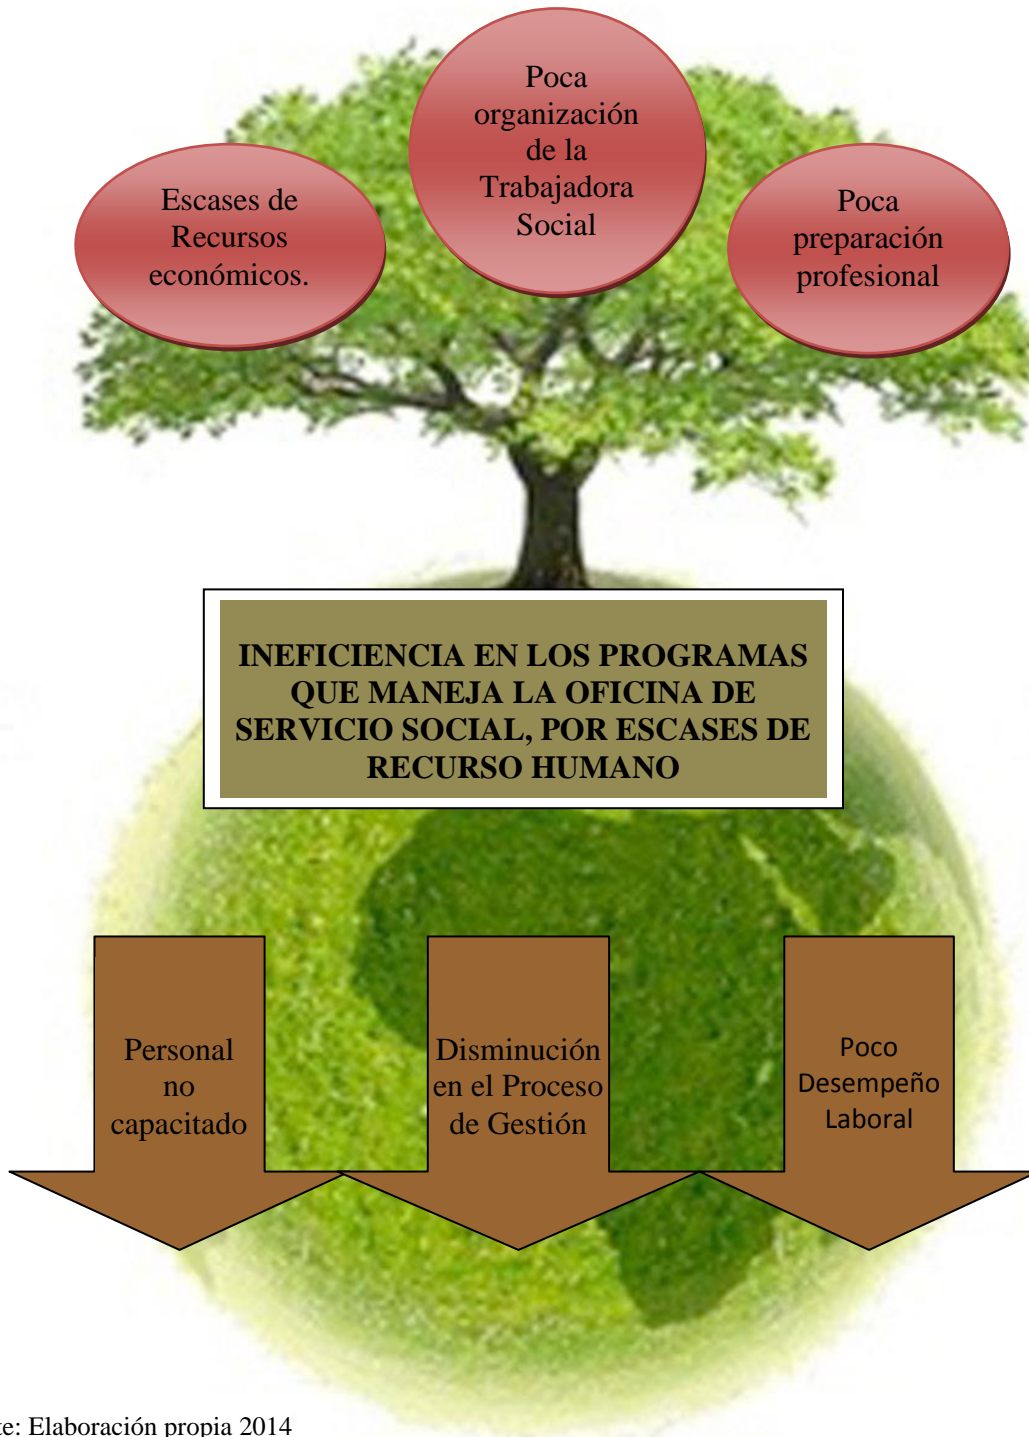 Poca
organización
de la
Trabajadora
Social
Escases de
Recursos
económicos.
Poca
preparación
profesional
INEFICIENCIA EN LOS PROGRAMAS
QUE MANEJA LA OFICINA DE
SERVICIO SOCIAL, POR ESCASES DE
RECURSO HUMANO
Personal
no
capacitado
Disminución
en el Proceso
de Gestión
Poco
Desempeño
Laboral
te: Elaboración propia 2014